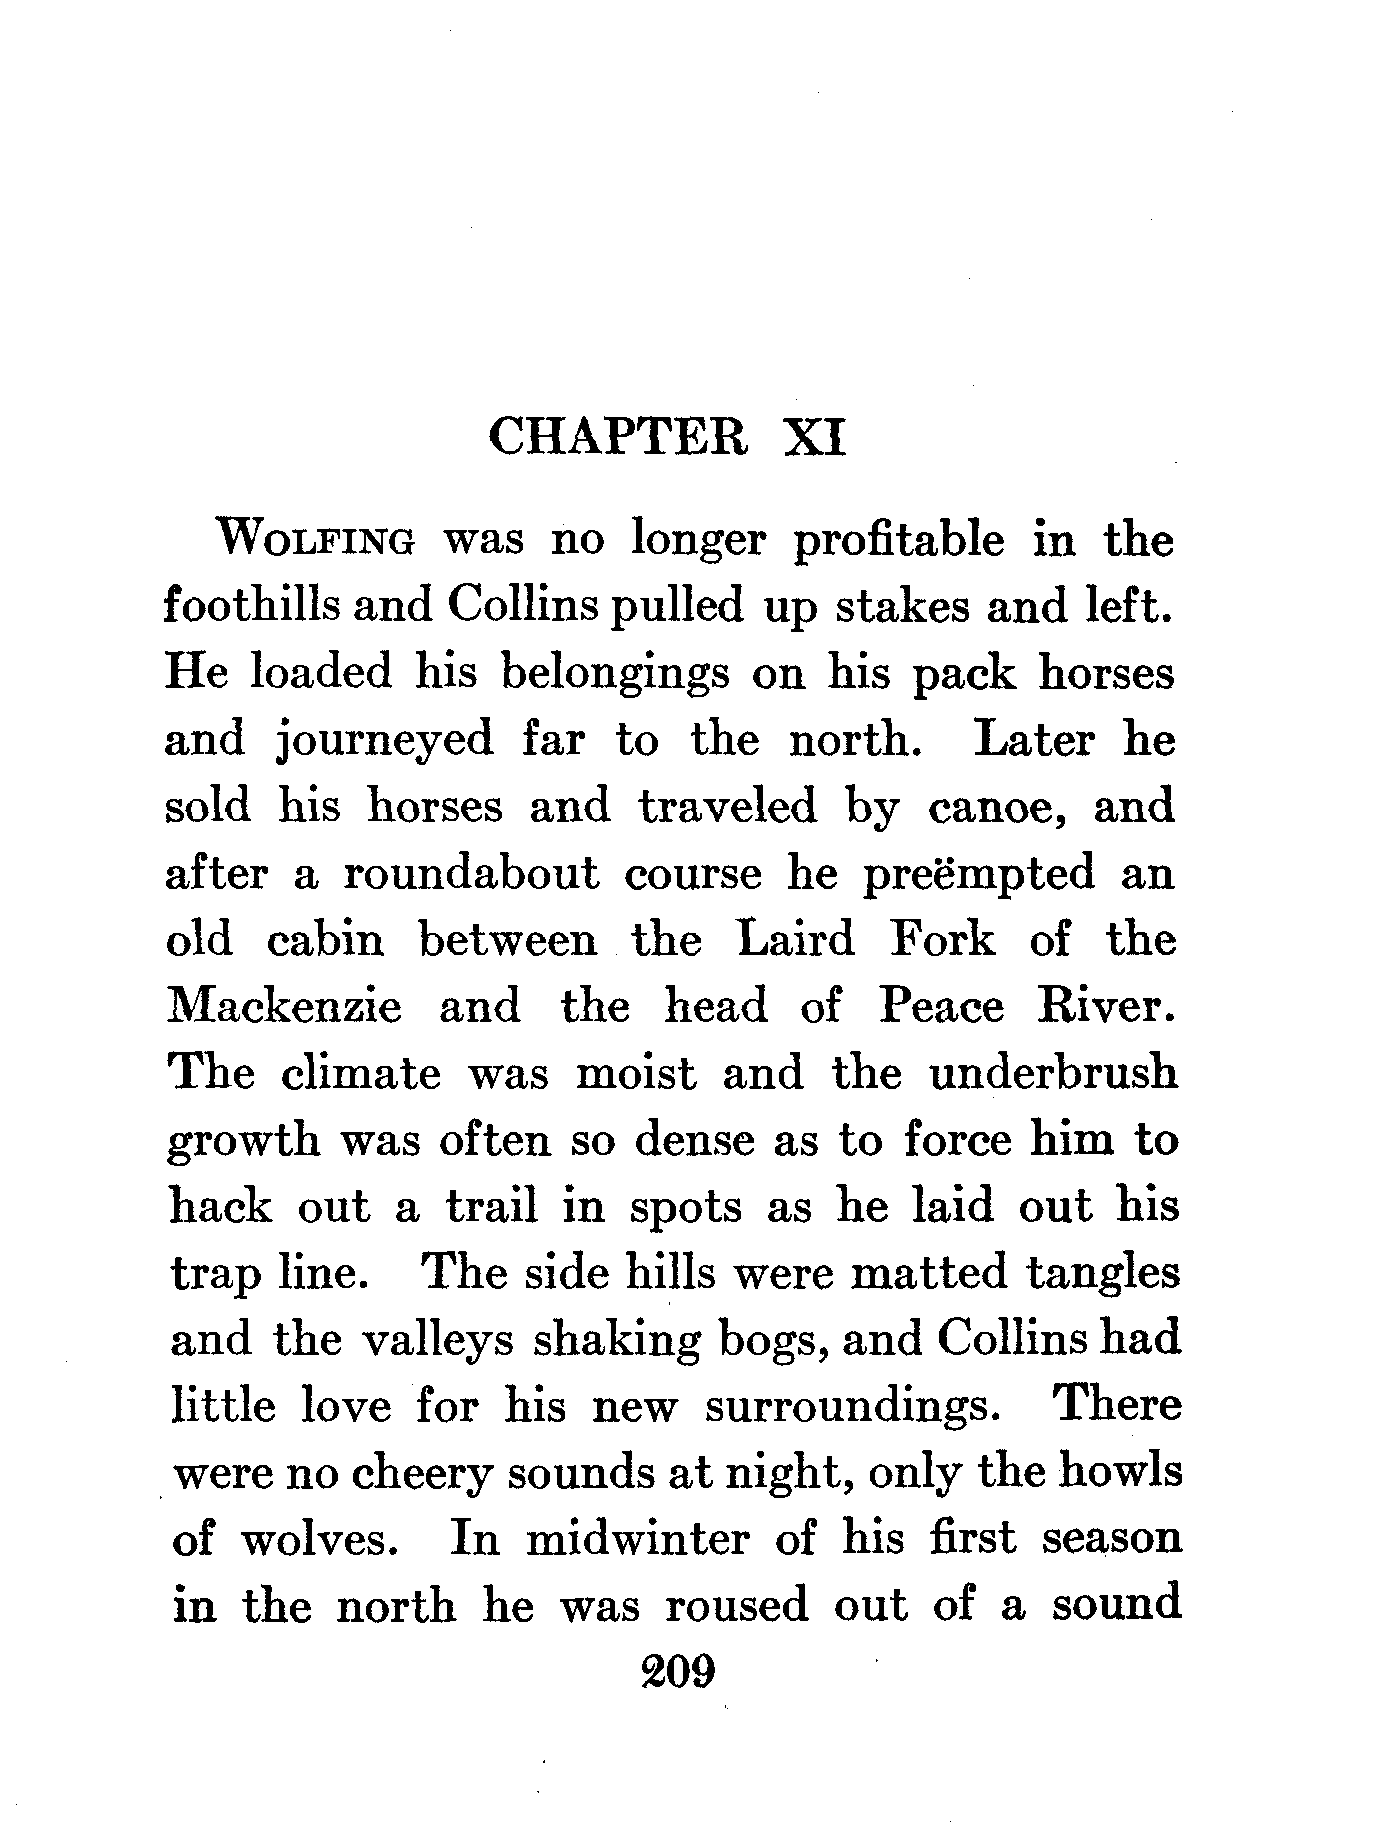 CHAPTER XI
WOLFING was no longer profitable in the
foothills and Collins pulled up stakes and left.
He loaded his belongings on his pack horses
and journeyed far to the north. Later he
sold his horses and traveled by canoe, and
after a roundabout course he preëmpted an
old cabin between the Laird Fork of the
Mackenzie and the head of Peace River.
The climate was moist and the underbrush
growth was often so dense as to force him to
hack out a trail in spots as he laid out his
trap line. The side hills were matted tangles
and the valleys shaking bogs, and Collins had
little love for his new surroundings. There
were no cheery sounds at night, only the howls
of wolves. In midwinter of his first season
in the north he was roused out of a sound
209